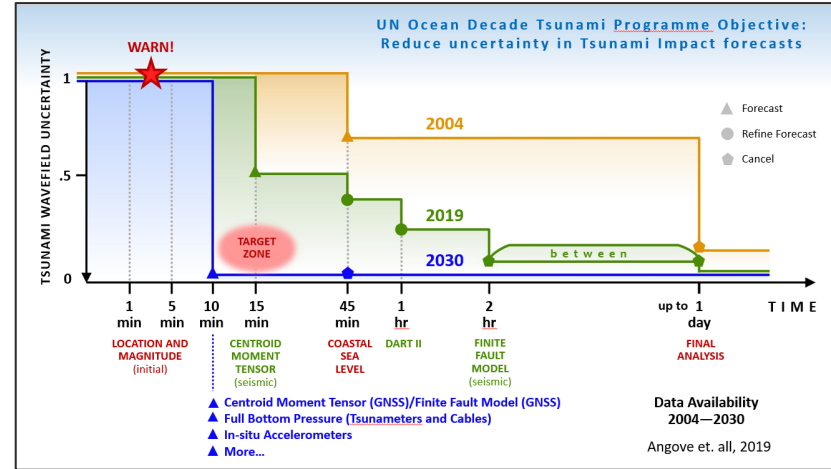 UN Ocean Decade Tsunami Programme Objective:
Reduce uncertainty in Tsunami Impact forecasts
WARN!
TSUNAMI WAVEFIELD UNCERTAINTY
1
.5
0
2004
2019
2030
TARGET
ZONE
between
Forecast
Refine Forecast
Cancel
1
min
5
min
10
min
15
min
45
min
1
hr
2
hr
up to 1
day
TIME
LOCATION AND
MAGNITUDE
(initial)
CENTROID
MOMENT
TENSOR
(seismic)
COASTAL
SEA
LEVEL
DART II
FINITE
FAULT
MODEL
(seismic)
FINAL
ANALYSIS
Centroid Moment Tensor (GNSS)/Finite Fault Model (GNSS)
Full Bottom Pressure (Tsunameters and Cables)
In-situ Accelerometers
More...
Data Availability
2004—2030
Angove et. all, 2019